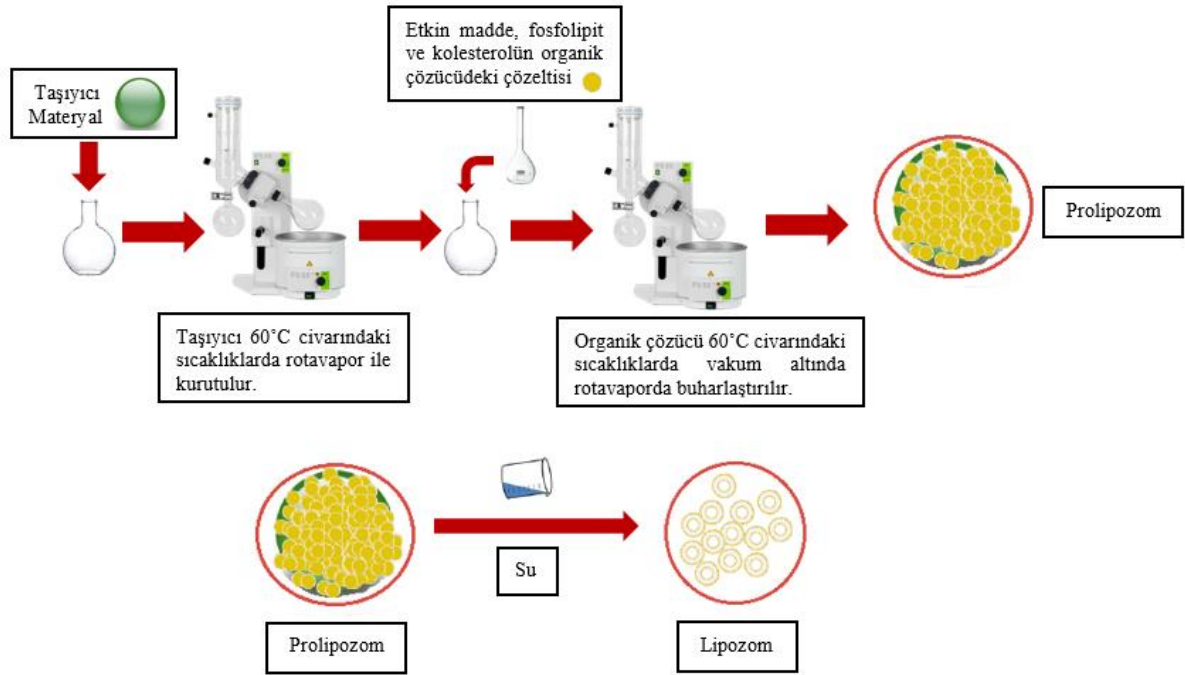 Etkin madde, fosfolipit
ve kolesterolün organik
çözücüdeki çözeltisi
Taşıyıcı
Materyal
Prolipozom
Taşıyıcı 60˚C civarındaki
sıcaklıklarda rotavapor ile
kurutulur.
Organik çözücü 60˚C civarındaki
sıcaklıklarda vakum altında
rotavaporda buharlaştırılır.
Su
Prolipozom
Lipozom